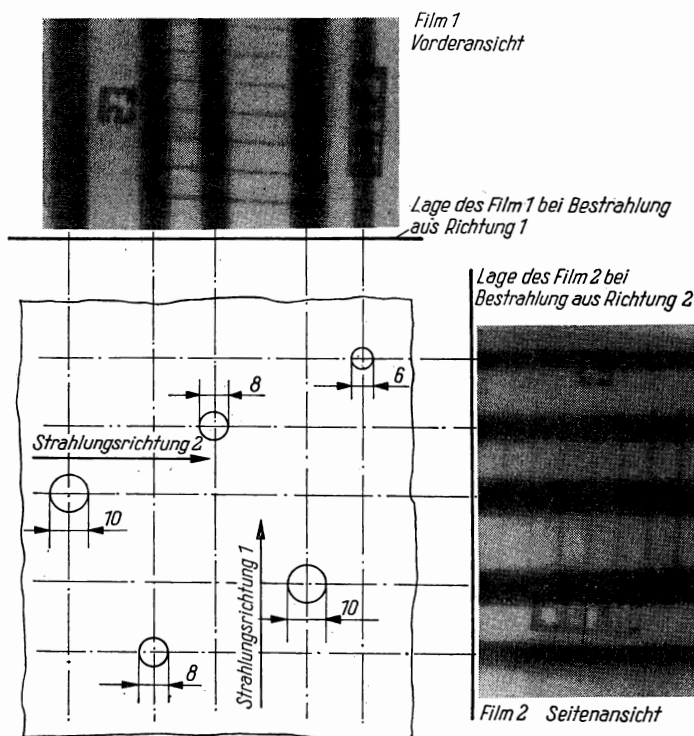 Film 1
Vorderansicht
Lage des Film 1 bei Bestrahlung
aus Richtung 1
Lage des Film 2 bei
Bestrahlung aus Richtung 2
8
6
Strahlungsrichtung 2
10
Strahlungsrichtung 1
10
8
Film 2 Seitenansicht